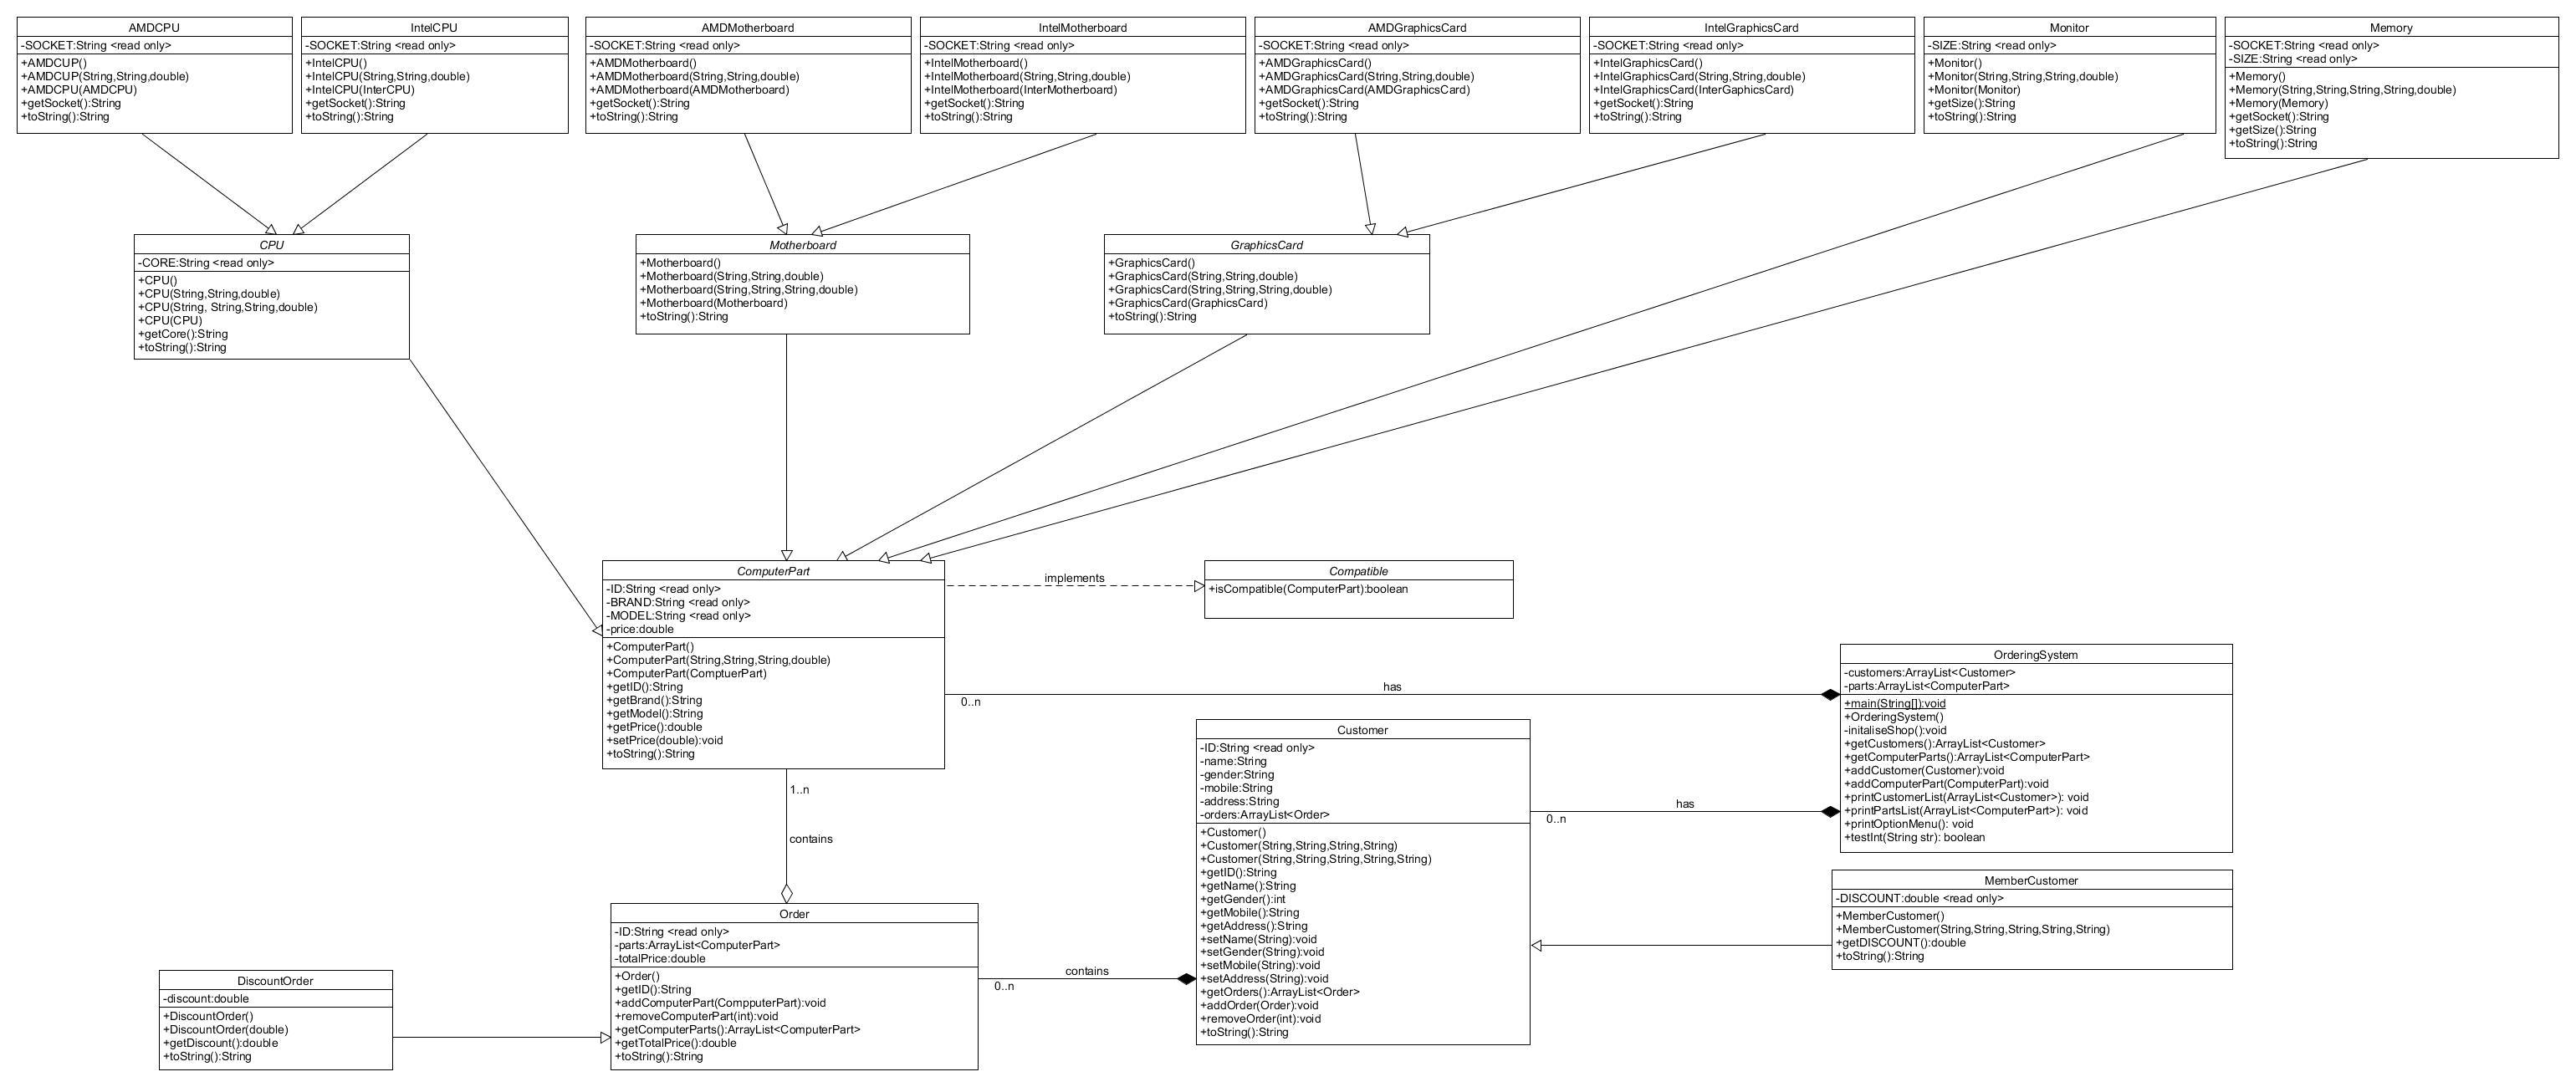 AMDCPU
-SOCKET:String <read only>
+AMDCUP()
+AMDCUP(String,String,double)
+AMDCPU(AMDCPU)
+getSocket():String
+toString():String
IntelCPU
-SOCKET:String <read only>
+IntelCPU()
+IntelCPU(String,String,double)
+IntelCPU(InterCPU)
+getSocket():String
+toString():String
AMDMotherboard
-SOCKET:String <read only>
+AMDMotherboard()
+AMDMotherboard(String,String,double)
+AMDMotherboard(AMDMotherboard)
+getSocket():String
+toString():String
IntelMotherboard
-SOCKET:String <read only>
+IntelMotherboard()
+IntelMotherboard(String,String,double)
+IntelMotherboard(InterMotherboard)
+getSocket():String
+toString():String
AMDGraphicsCard
-SOCKET:String <read only>
+AMDGraphicsCard()
+AMDGraphicsCard(String,String,double)
+AMDGraphicsCard(AMDGraphicsCard)
+getSocket():String
+toString():String
IntelGraphicsCard
-SOCKET:String <read only>
+IntelGraphicsCard()
+IntelGraphicsCard(String,String,double)
+IntelGraphicsCard(InterGaphicsCard)
+getSocket():String
+toString():String
Monitor
-SIZE:String <read only>
+Monitor()
+Monitor(String,String,String,double)
+Monitor(Monitor)
+getSize():String
+toString():String
Memory
-SOCKET:String <read only>
-SIZE:String <read only>
+Memory()
+Memory(String,String,String,String,double)
+Memory(Memory)
+getSocket():String
+getSize():String
+toString():String
CPU
-CORE:String <read only>
+CPU()
+CPU(String,String,double)
+CPU(String, String,String,double)
+CPU(CPU)
+getCore():String
+toString():String
Motherboard
+Motherboard()
+Motherboard(String,String,double)
+Motherboard(String,String,String,double)
+Motherboard(Motherboard)
+toString():String
GraphicsCard
+GraphicsCard()
+GraphicsCard(String,String,double)
+GraphicsCard(String,String,String,double)
+GraphicsCard(GraphicsCard)
+toString():String
ComputerPart
-ID:String <read only>
-BRAND:String <read only>
-MODEL:String <read only>
-price:double
+ComputerPart()
+ComputerPart(String,String,String,double)
+ComputerPart(ComptuerPart)
+getID():String
+getBrand():String
+getModel():String
+getPrice():double
+setPrice(double):void
+toString():String
implements
Compatible
+isCompatible(ComputerPart):boolean
has
0..n
OrderingSystem
-customers:ArrayList<Customer>
-parts:ArrayList<ComputerPart>
+main(String[]):void
+OrderingSystem()
-initaliseShop():void
+getCustomers():ArrayList<Customer>
+getComputerParts():ArrayList<ComputerPart>
+addCustomer(Customer):void
+addComputerPart(ComputerPart):void
+printCustomerList(ArrayList<Customer>): void
+printPartsList(ArrayList<ComputerPart>): void
+printOptionMenu(): void
+testInt(String str): boolean
Customer
-ID:String <read only>
-name:String
-gender:String
-mobile:String
-address:String
-orders:ArrayList<Order>
+Customer()
+Customer(String,String,String,String)
+Customer(String,String,String,String,String)
+getID():String
+getName():String
+getGender():int
+getMobile():String
+getAddress():String
+setName(String):void
+setGender(String):void
+setMobile(String):void
+setAddress(String):void
+getOrders():ArrayList<Order>
+addOrder(Order):void
+removeOrder(int):void
+toString():String
has
0..n
1..n
contains
MemberCustomer
-DISCOUNT:double <read only>
+MemberCustomer()
+MemberCustomer(String,String,String,String,String)
+getDISCOUNT():double
+toString():String
Order
-ID:String <read only>
-parts:ArrayList<ComputerPart>
-totalPrice:double
+Order()
+getID():String
+addComputerPart(CompputerPart):void
+removeComputerPart(int):void
+getComputerParts():ArrayList<ComputerPart>
+getTotalPrice():double
+toString():String
contains
0..n
DiscountOrder
-discount:double
+DiscountOrder()
+DiscountOrder(double)
+getDiscount():double
+toString():String